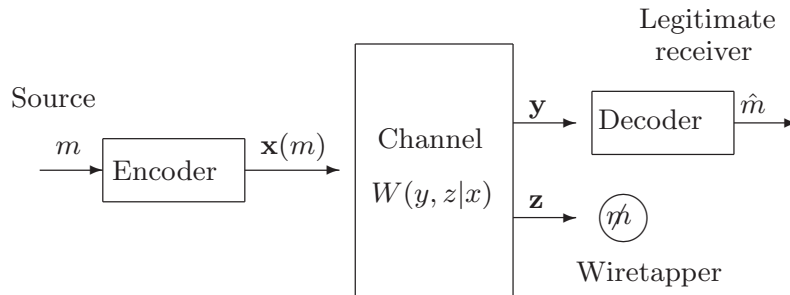 Legitimate
receiver
Source
m
Encoder
x(m)
Channel
W(y, z|x)
y
Decoder
m̂
z
m̸
Wiretapper